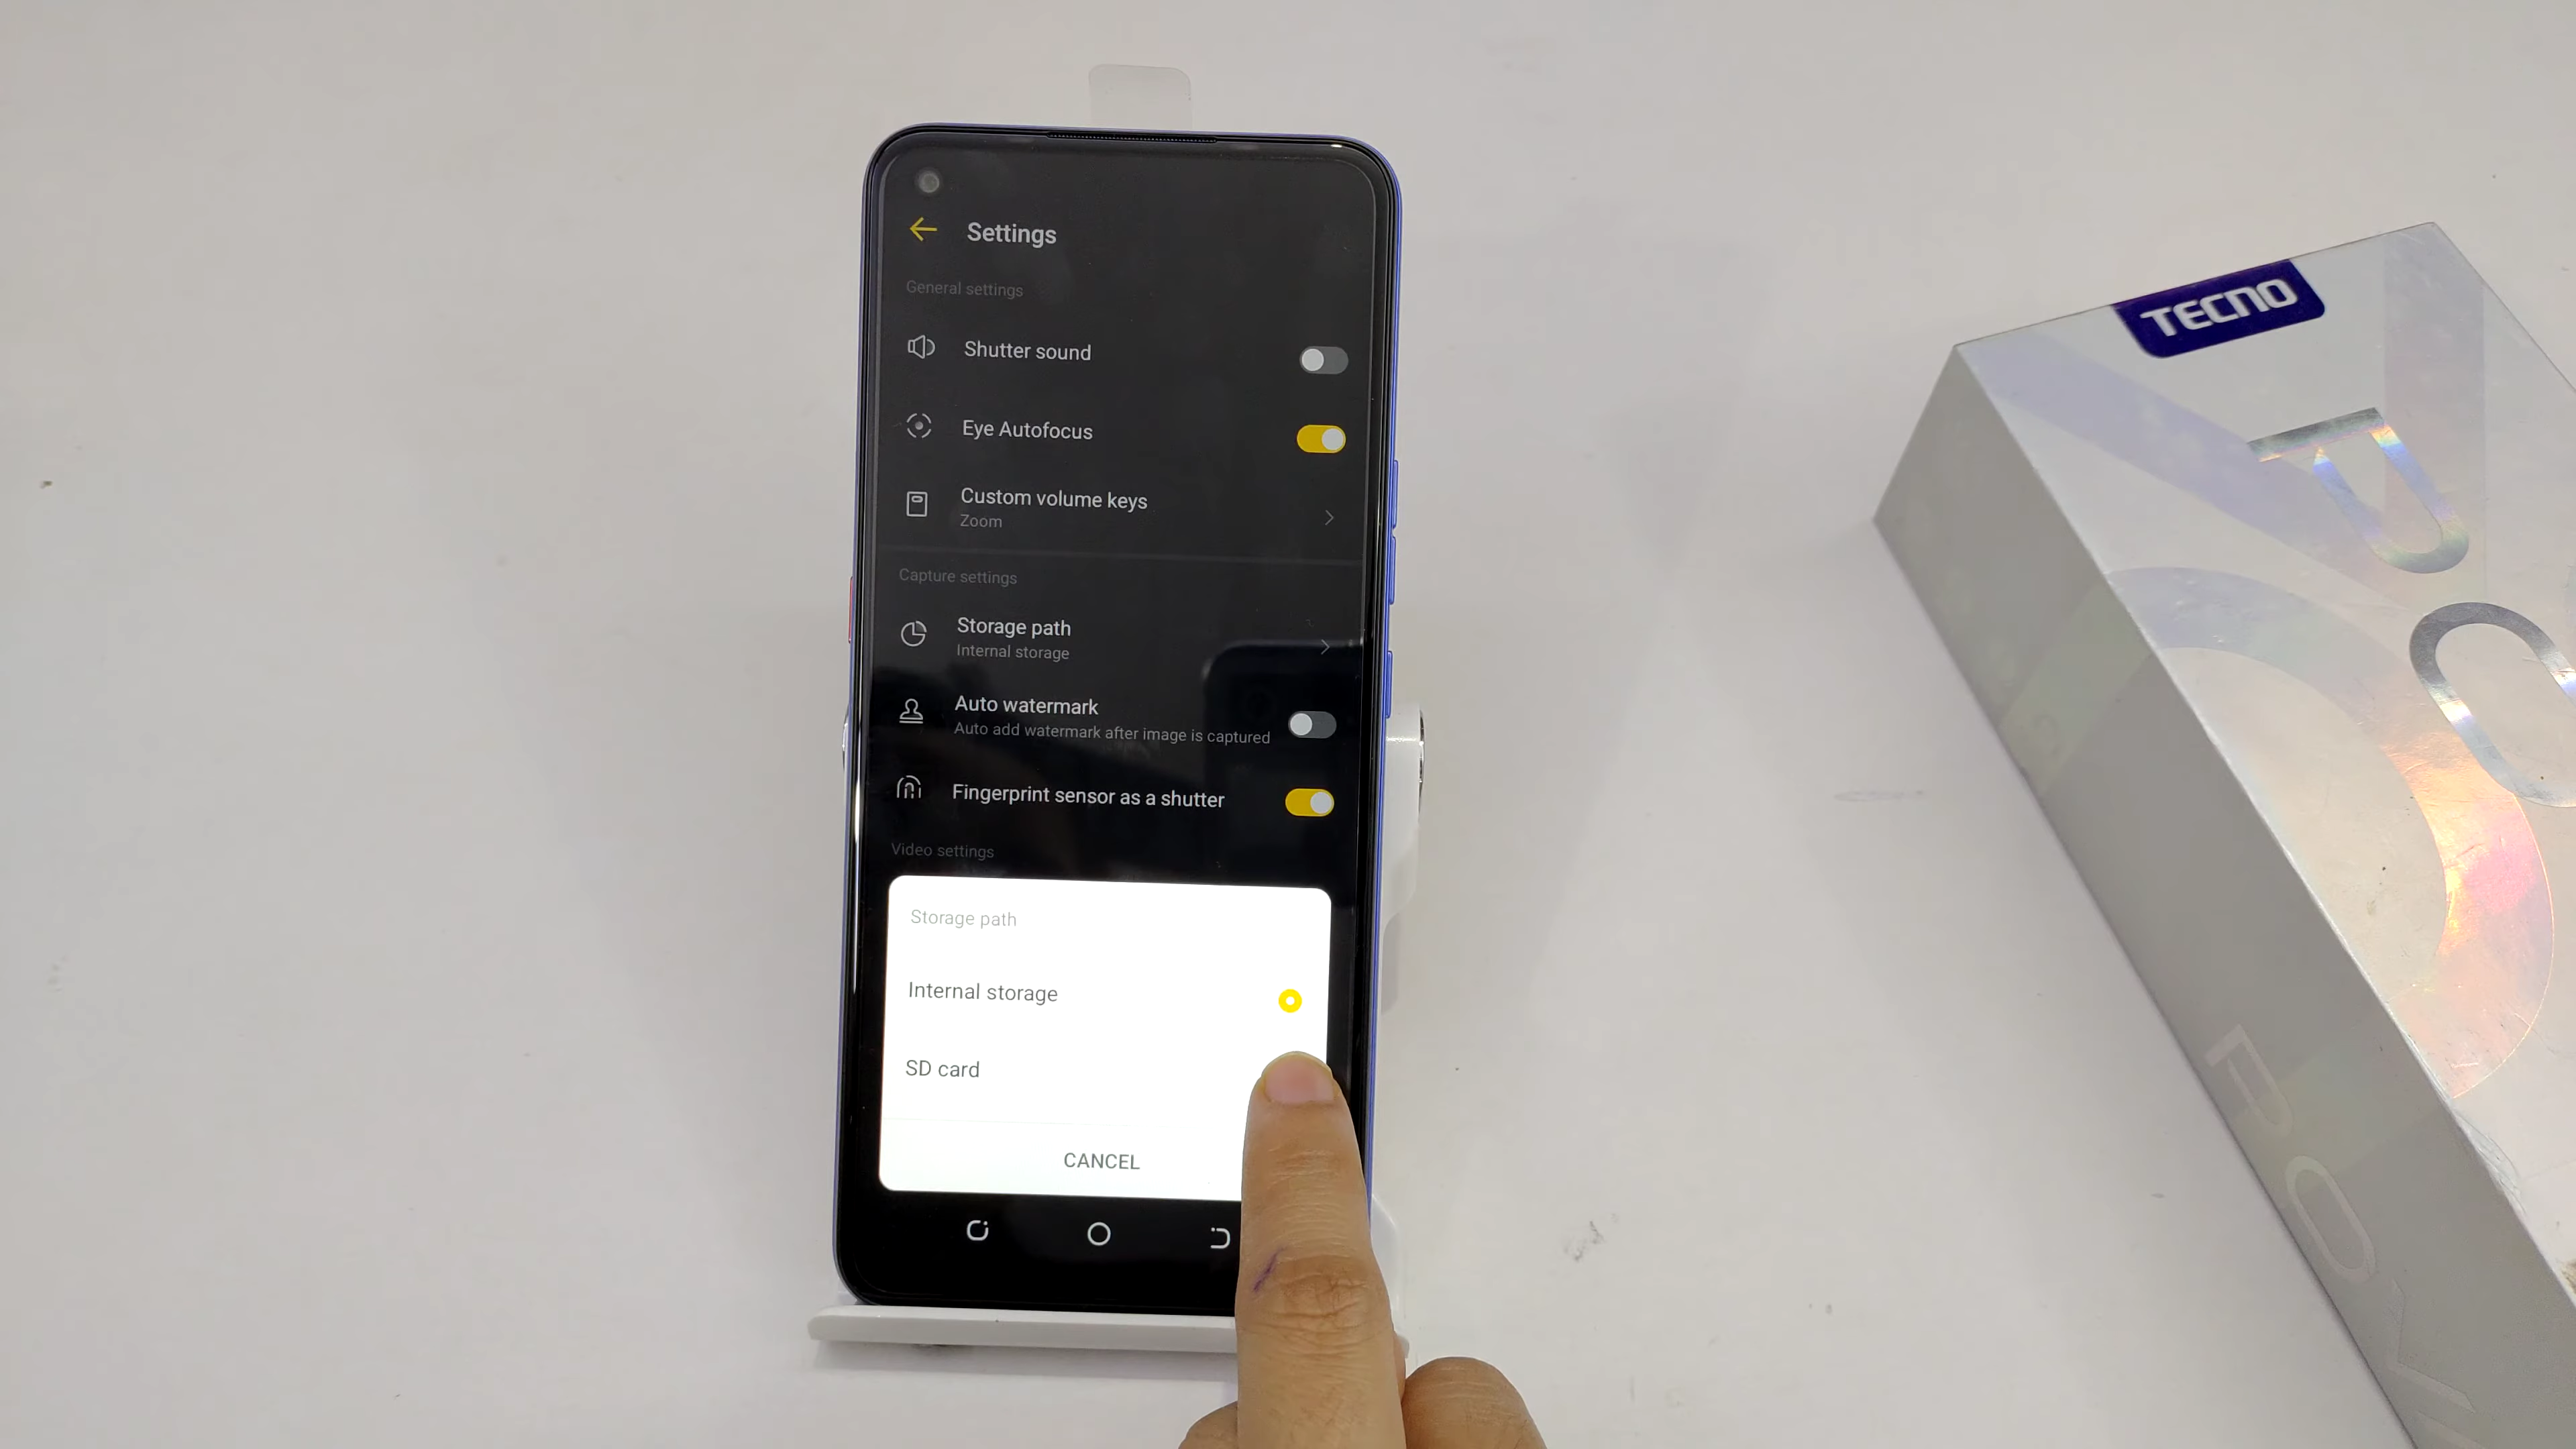 Settings
General settings
Shutter sound
Eye Autofocus
Custom volume keys
Zoom
Capture settings
Storage path
Internal storage
Auto watermark
Auto add watermark after image is captured
Fingerprint sensor as a shutter
Video settings
Storage path
Internal storage
SD card
CANCEL
TECNO
PO
POV